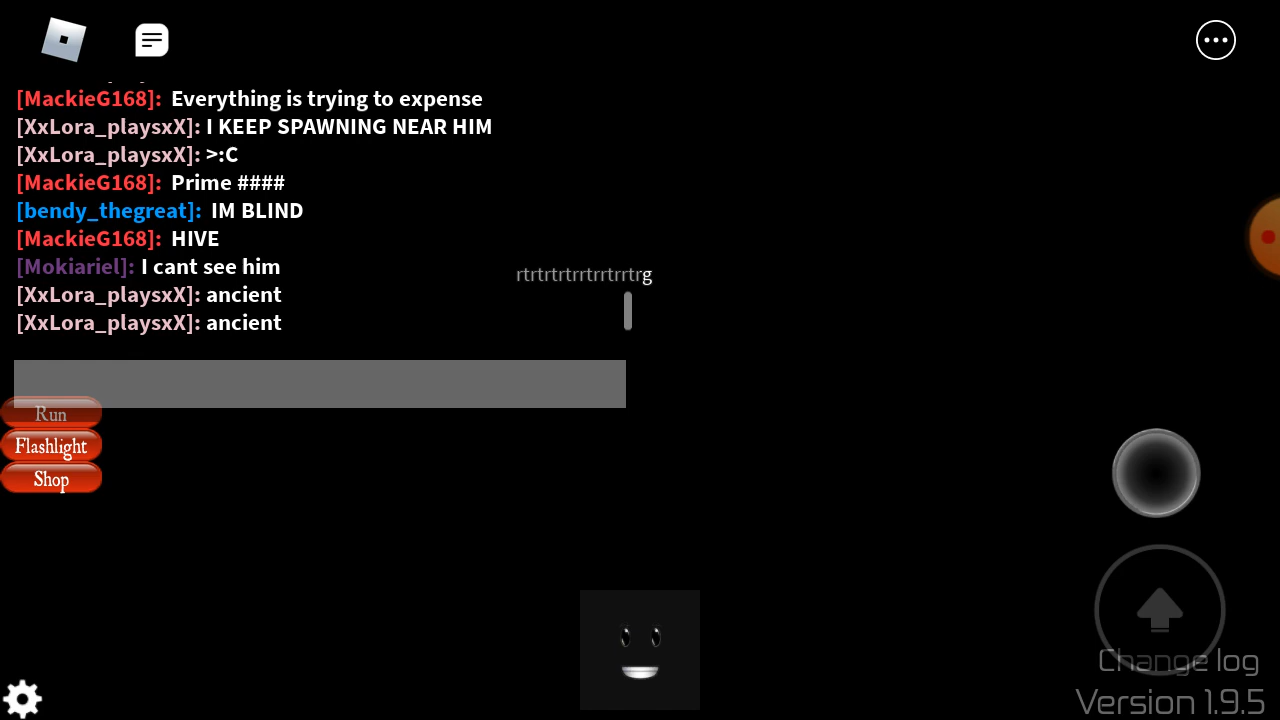 [MackieG168]: Everything is trying to expense
[XxLora_playsxX]: I KEEP SPAWNING NEAR HIM
[XxLora_playsxX]: >:C
[MackieG168]: Prime ####
[bendy_thegreat]: IM BLIND
[MackieG168]: HIVE
[Mokiariel]: I cant see him
rtrtrtrtrrtrrtrrtrg
[XxLora_playsxX]: ancient
[XxLora_playsxX]: ancient
Run
Flashlight
Shop
Change log
Version 1.9.5